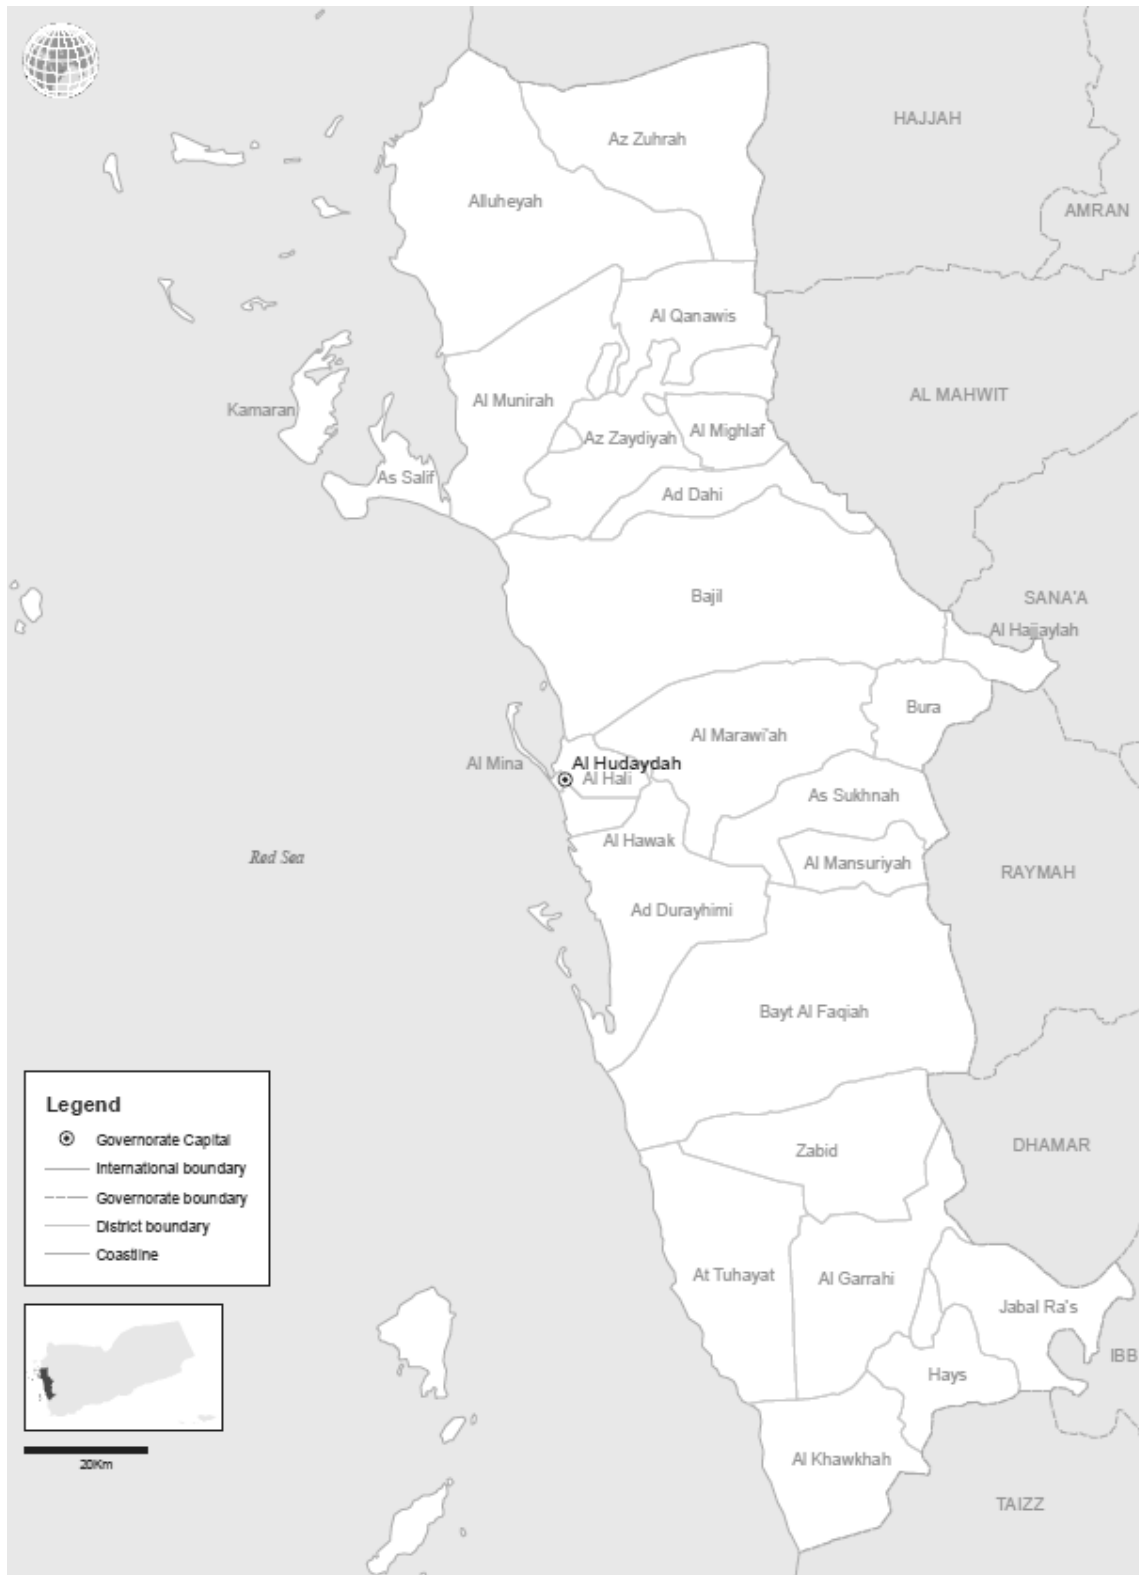 HAJJAH
Az Zuhrah
Alluheyah
AMRAN
Al Qanawis
AL MAHWIT
Al Munirah
Kamaran
Al Mighlaf
Az Zaydiyah
As Salif
Ad Dahi
Bajil
SANA'A
Al Hajjaylah
Bura
Al Marawi'ah
Al Mina
Al Hudaydah
Al Hali
As Sukhnah
Al Hawak
Red Sea
Al Mansuriyah
RAYMAH
Ad Durayhimi
Bayt Al Faqiah
Zabid
DHAMAR
At Tuhayat
Al Garrahi
Jabal Ra's
IBB
Hays
Al Khawkhah
TAIZZ
Legend
Governorate Capital
International boundary
Governorate boundary
District boundary
Coastline
20Km